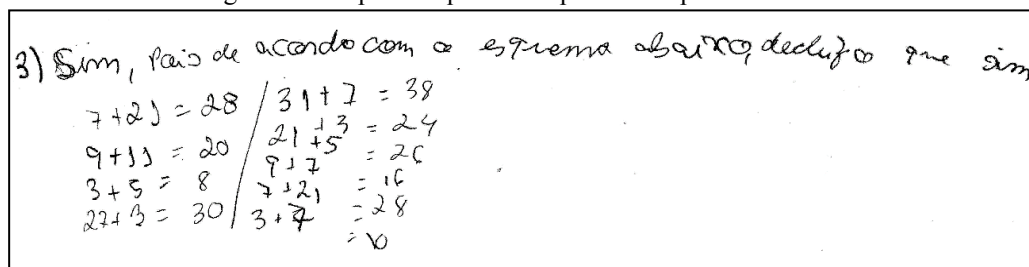 3) Sim, Pois de acordo com o esquema abaixo, deduzo que sim
7+21 = 28 / 31+7 = 38
9+11 = 20 / 21+3 = 24
3+5 = 8 / 21+5 = 26
27+3 = 30 / 9+7 = 16
7+21 = 28
3+7 = 10